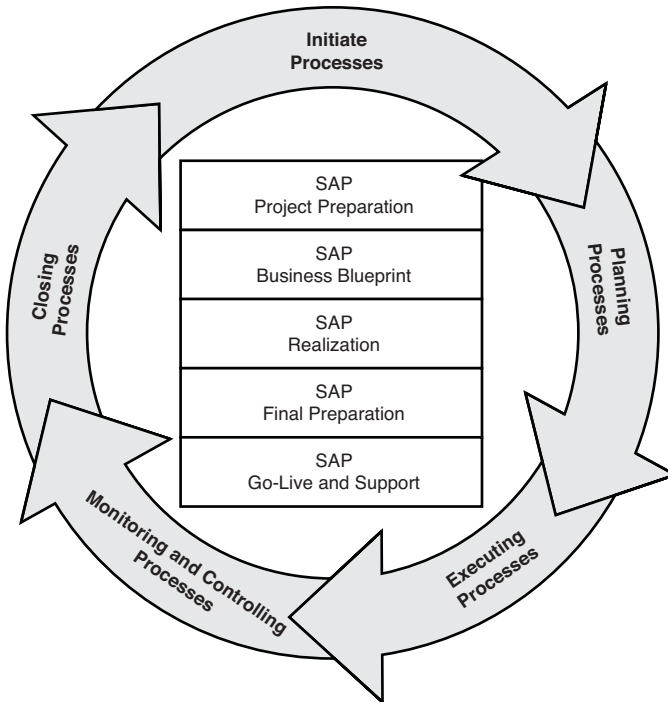 Initiate
Processes
Planning
Processes
Executing
Processes
Monitoring and Controlling
Processes
Closing
Processes
SAP
Project Preparation
SAP
Business Blueprint
SAP
Realization
SAP
Final Preparation
SAP
Go-Live and Support